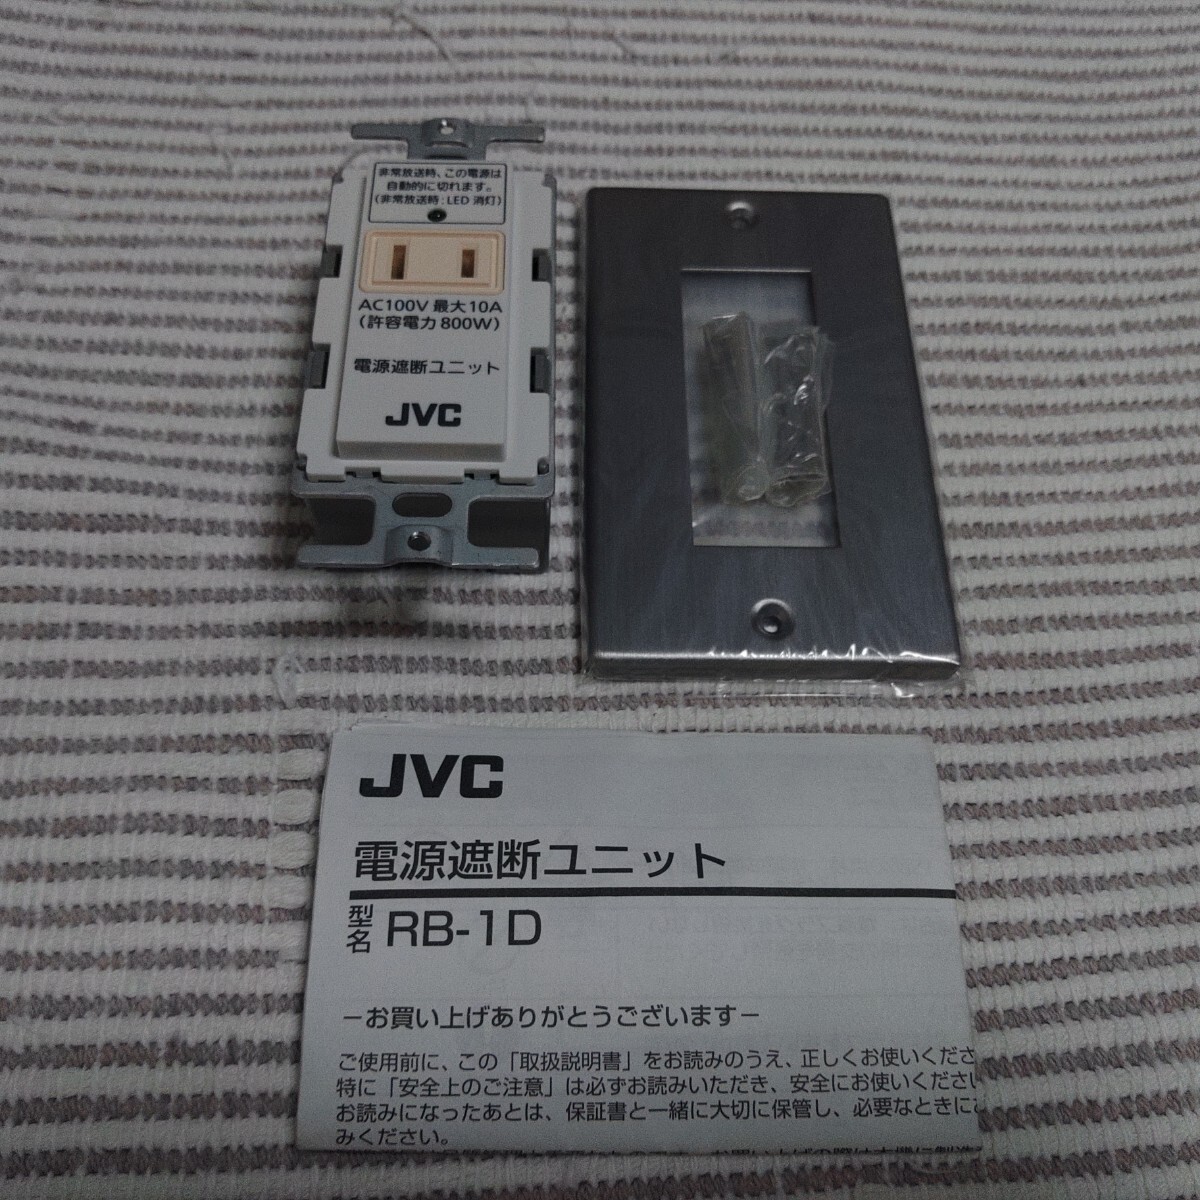 非常放送時、この電源は
自動的に切れます。
(非常放送時:LED 消灯)
AC100V 最大10A
(許容電力 800W)
電源遮断ユニット
JVC
JVC
電源遮断ユニット
型名 RB-1D
－お買い上げありがとうございます－
ご使用前に、この「取扱説明書」をお読みのうえ、正しくお使いくださ
特に「安全上のご注意」は必ずお読みいただき、安全にお使いくださ
お読みになったあとは、保証書と一緒に大切に保管し、必要なときに
みください。